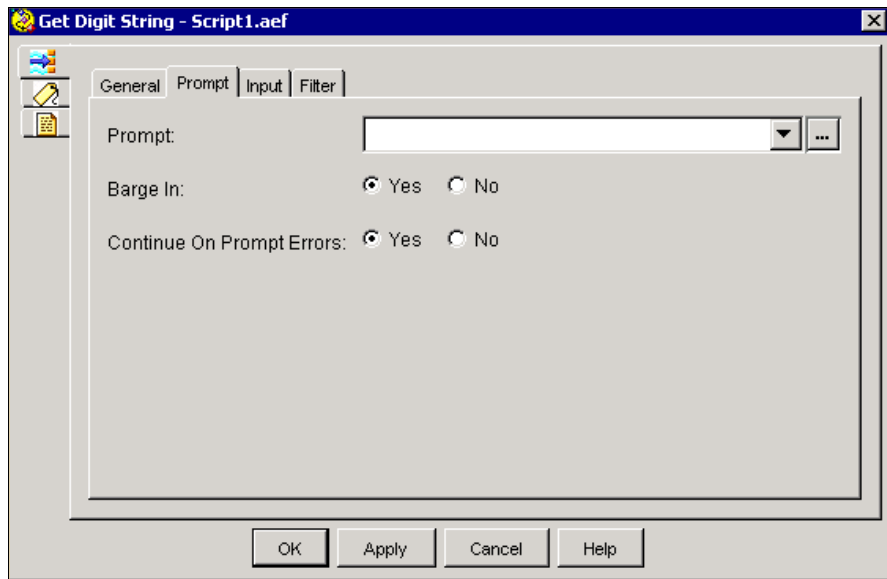 Get Digit String - Script1.aef
General Prompt Input Filter
Prompt: ...
Barge In: Yes No
Continue On Prompt Errors: Yes No
OK Apply Cancel Help